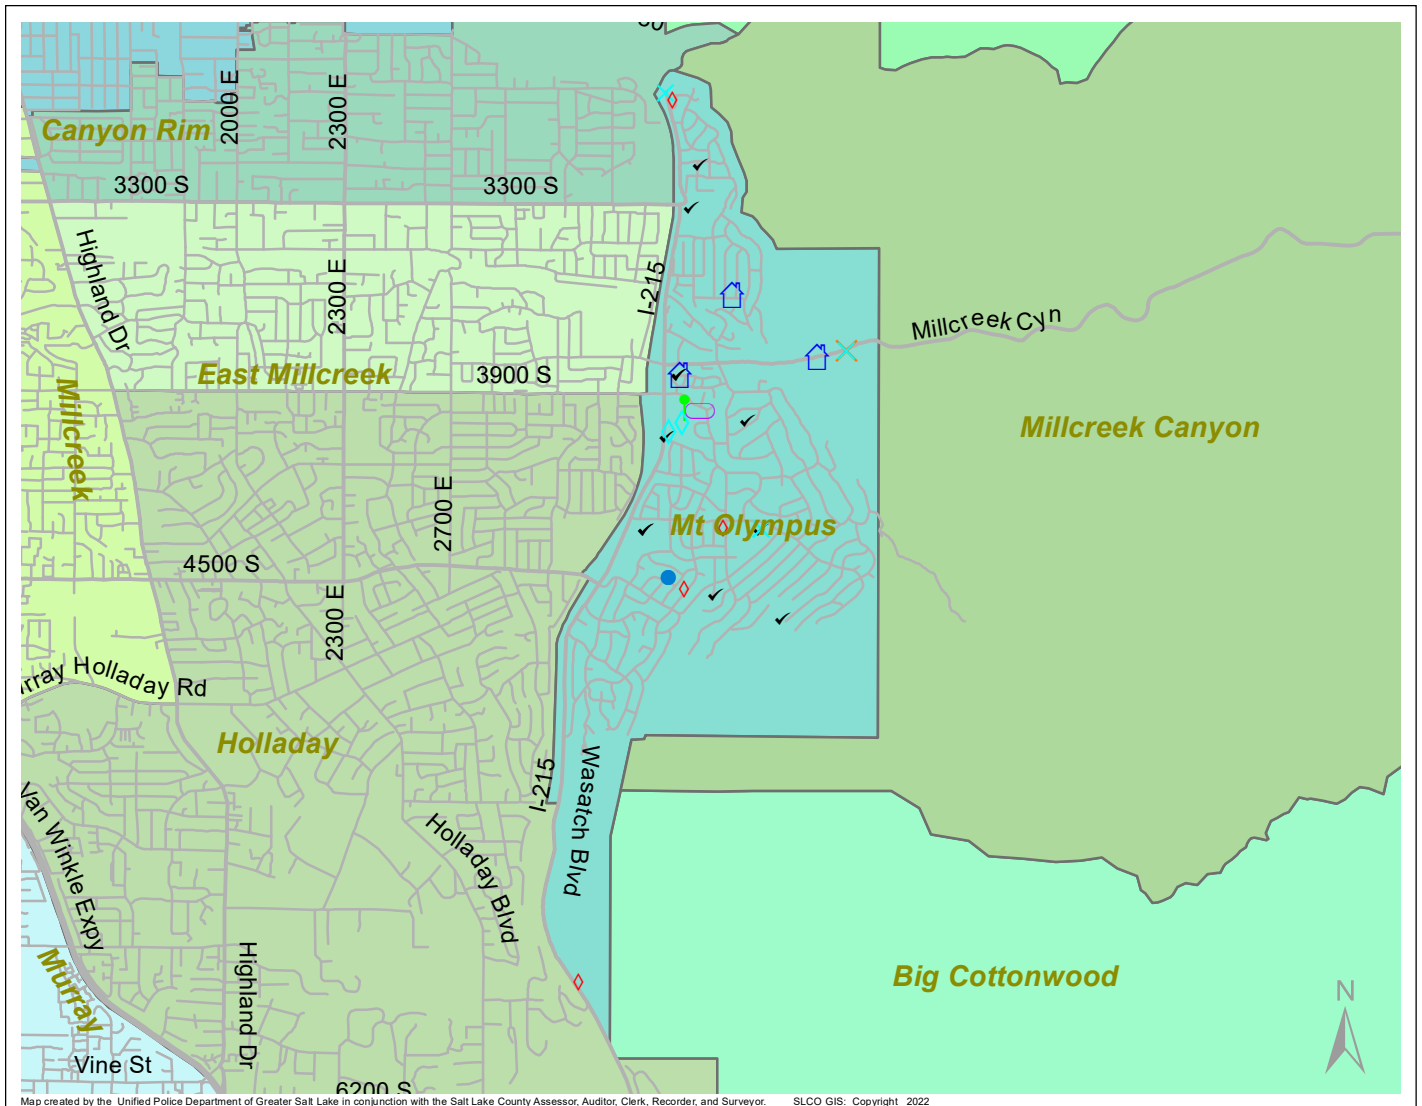 2000 E
2300 E
Canyon Rim
3300 S
3300 S
Highland Dr
2300 E
I-215
Millcreek Cyn
East Millcreek
3900 S
Millcreek
Millcreek Canyon
2700 E
Mt Olympus
4500 S
2300 E
rray Holladay Rd
Holladay
I-215
Wasatch Blvd
Van Winkle Expy
Holladay Blvd
Highland Dr
Murray
Big Cottonwood
N
Vine St
6200 S
Map created by the Unified Police Department of Greater Salt Lake in conjunction with the Salt Lake County Assessor, Auditor, Clerk, Recorder, and Surveyor. SLCO GIS: Copyright 2022